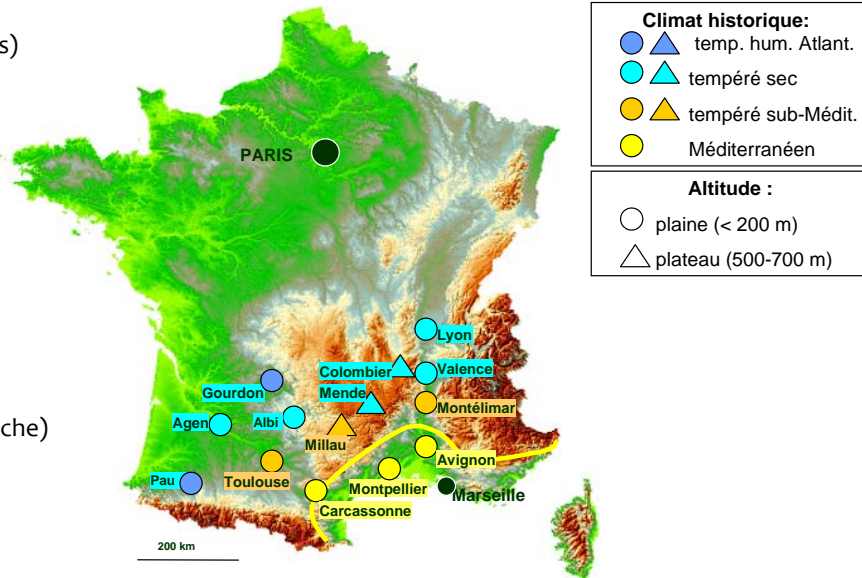 s)
Climat historique:
temp. hum. Atlant.
tempéré sec
tempéré sub-Médit.
Méditerranéen
Altitude :
plaine (< 200 m)
plateau (500-700 m)
PARIS
Lyon
Colombier
Valence
Gourdon
Mende
Montélimar
Agen
Albi
Millau
che)
Avignon
Toulouse
Pau
Montpellier
Marseille
Carcassonne
200 km